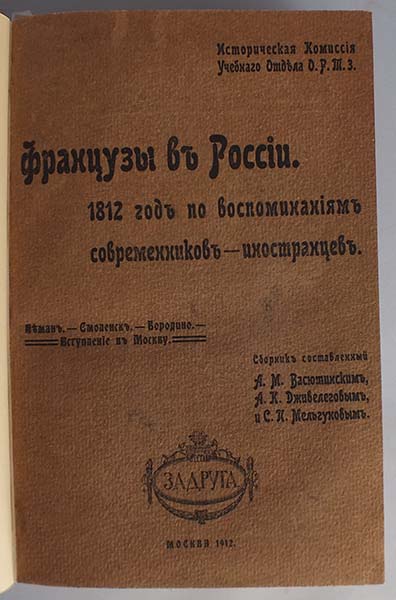 Историческая Комиссія
Учебнаго Отдѣла О. Р. Т. З.
Французы въ Россіи.
1812 годъ по воспоминаніямъ
современниковъ — иностранцевъ.
Нѣманъ. — Смоленскъ. — Бородино. —
Вступленіе въ Москву.
Сборникъ составленный
А. М. Васютинскимъ,
А. К. Дживелеговымъ,
и С. П. Мельгуновымъ.
ЗАДРУГА
МОСКВА 1912.